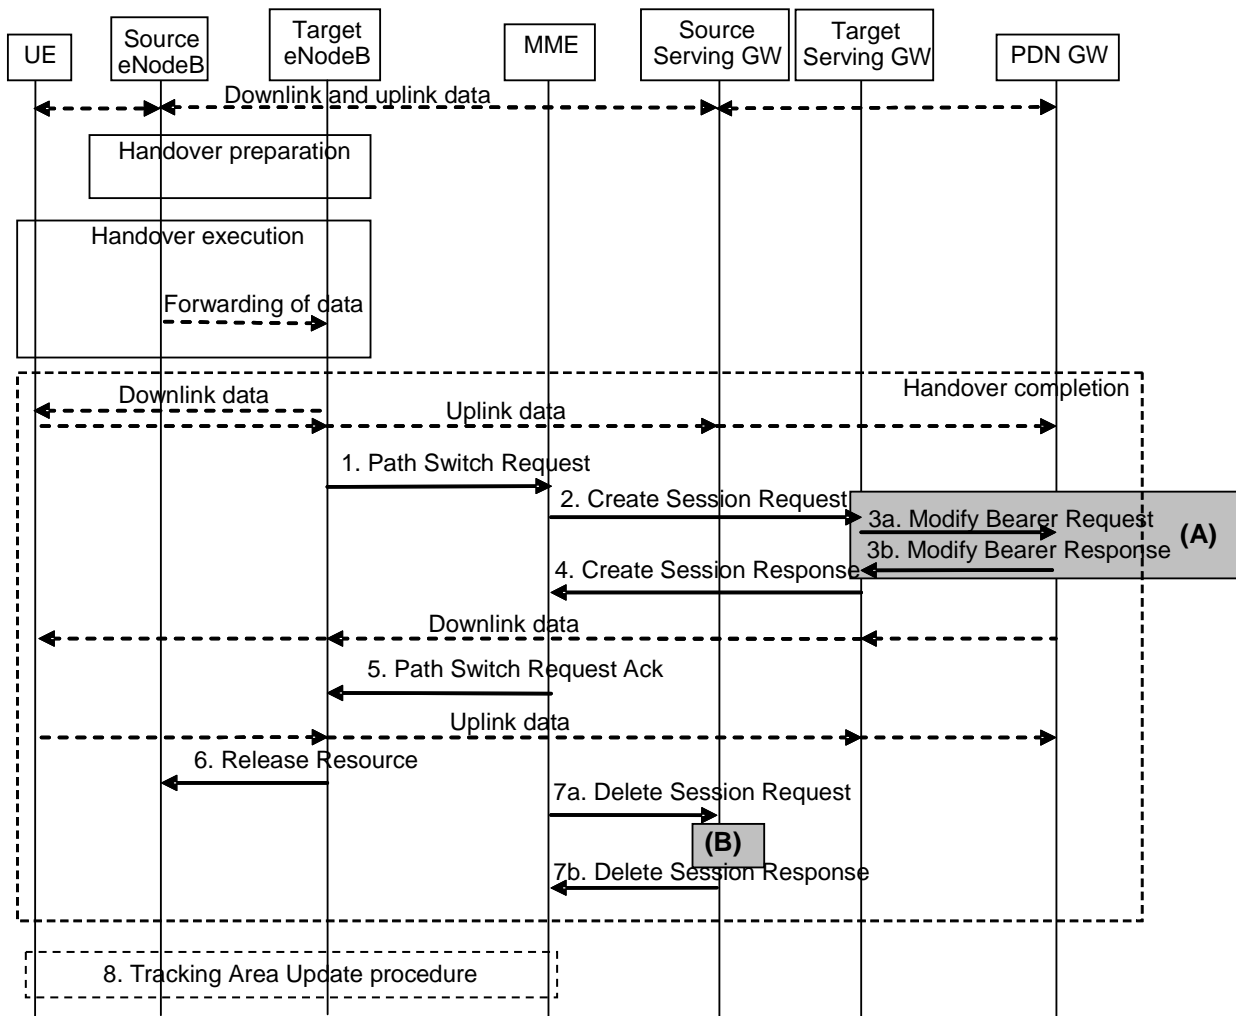 UE
Source
eNodeB
Target
eNodeB
MME
Source
Serving GW
Target
Serving GW
PDN GW
Downlink and uplink data
Handover preparation
Handover execution
Forwarding of data
Handover completion
Downlink data
Uplink data
1. Path Switch Request
2. Create Session Request
3a. Modify Bearer Request
(A)
3b. Modify Bearer Response
4. Create Session Response
Downlink data
5. Path Switch Request Ack
Uplink data
6. Release Resource
7a. Delete Session Request
(B)
7b. Delete Session Response
8. Tracking Area Update procedure